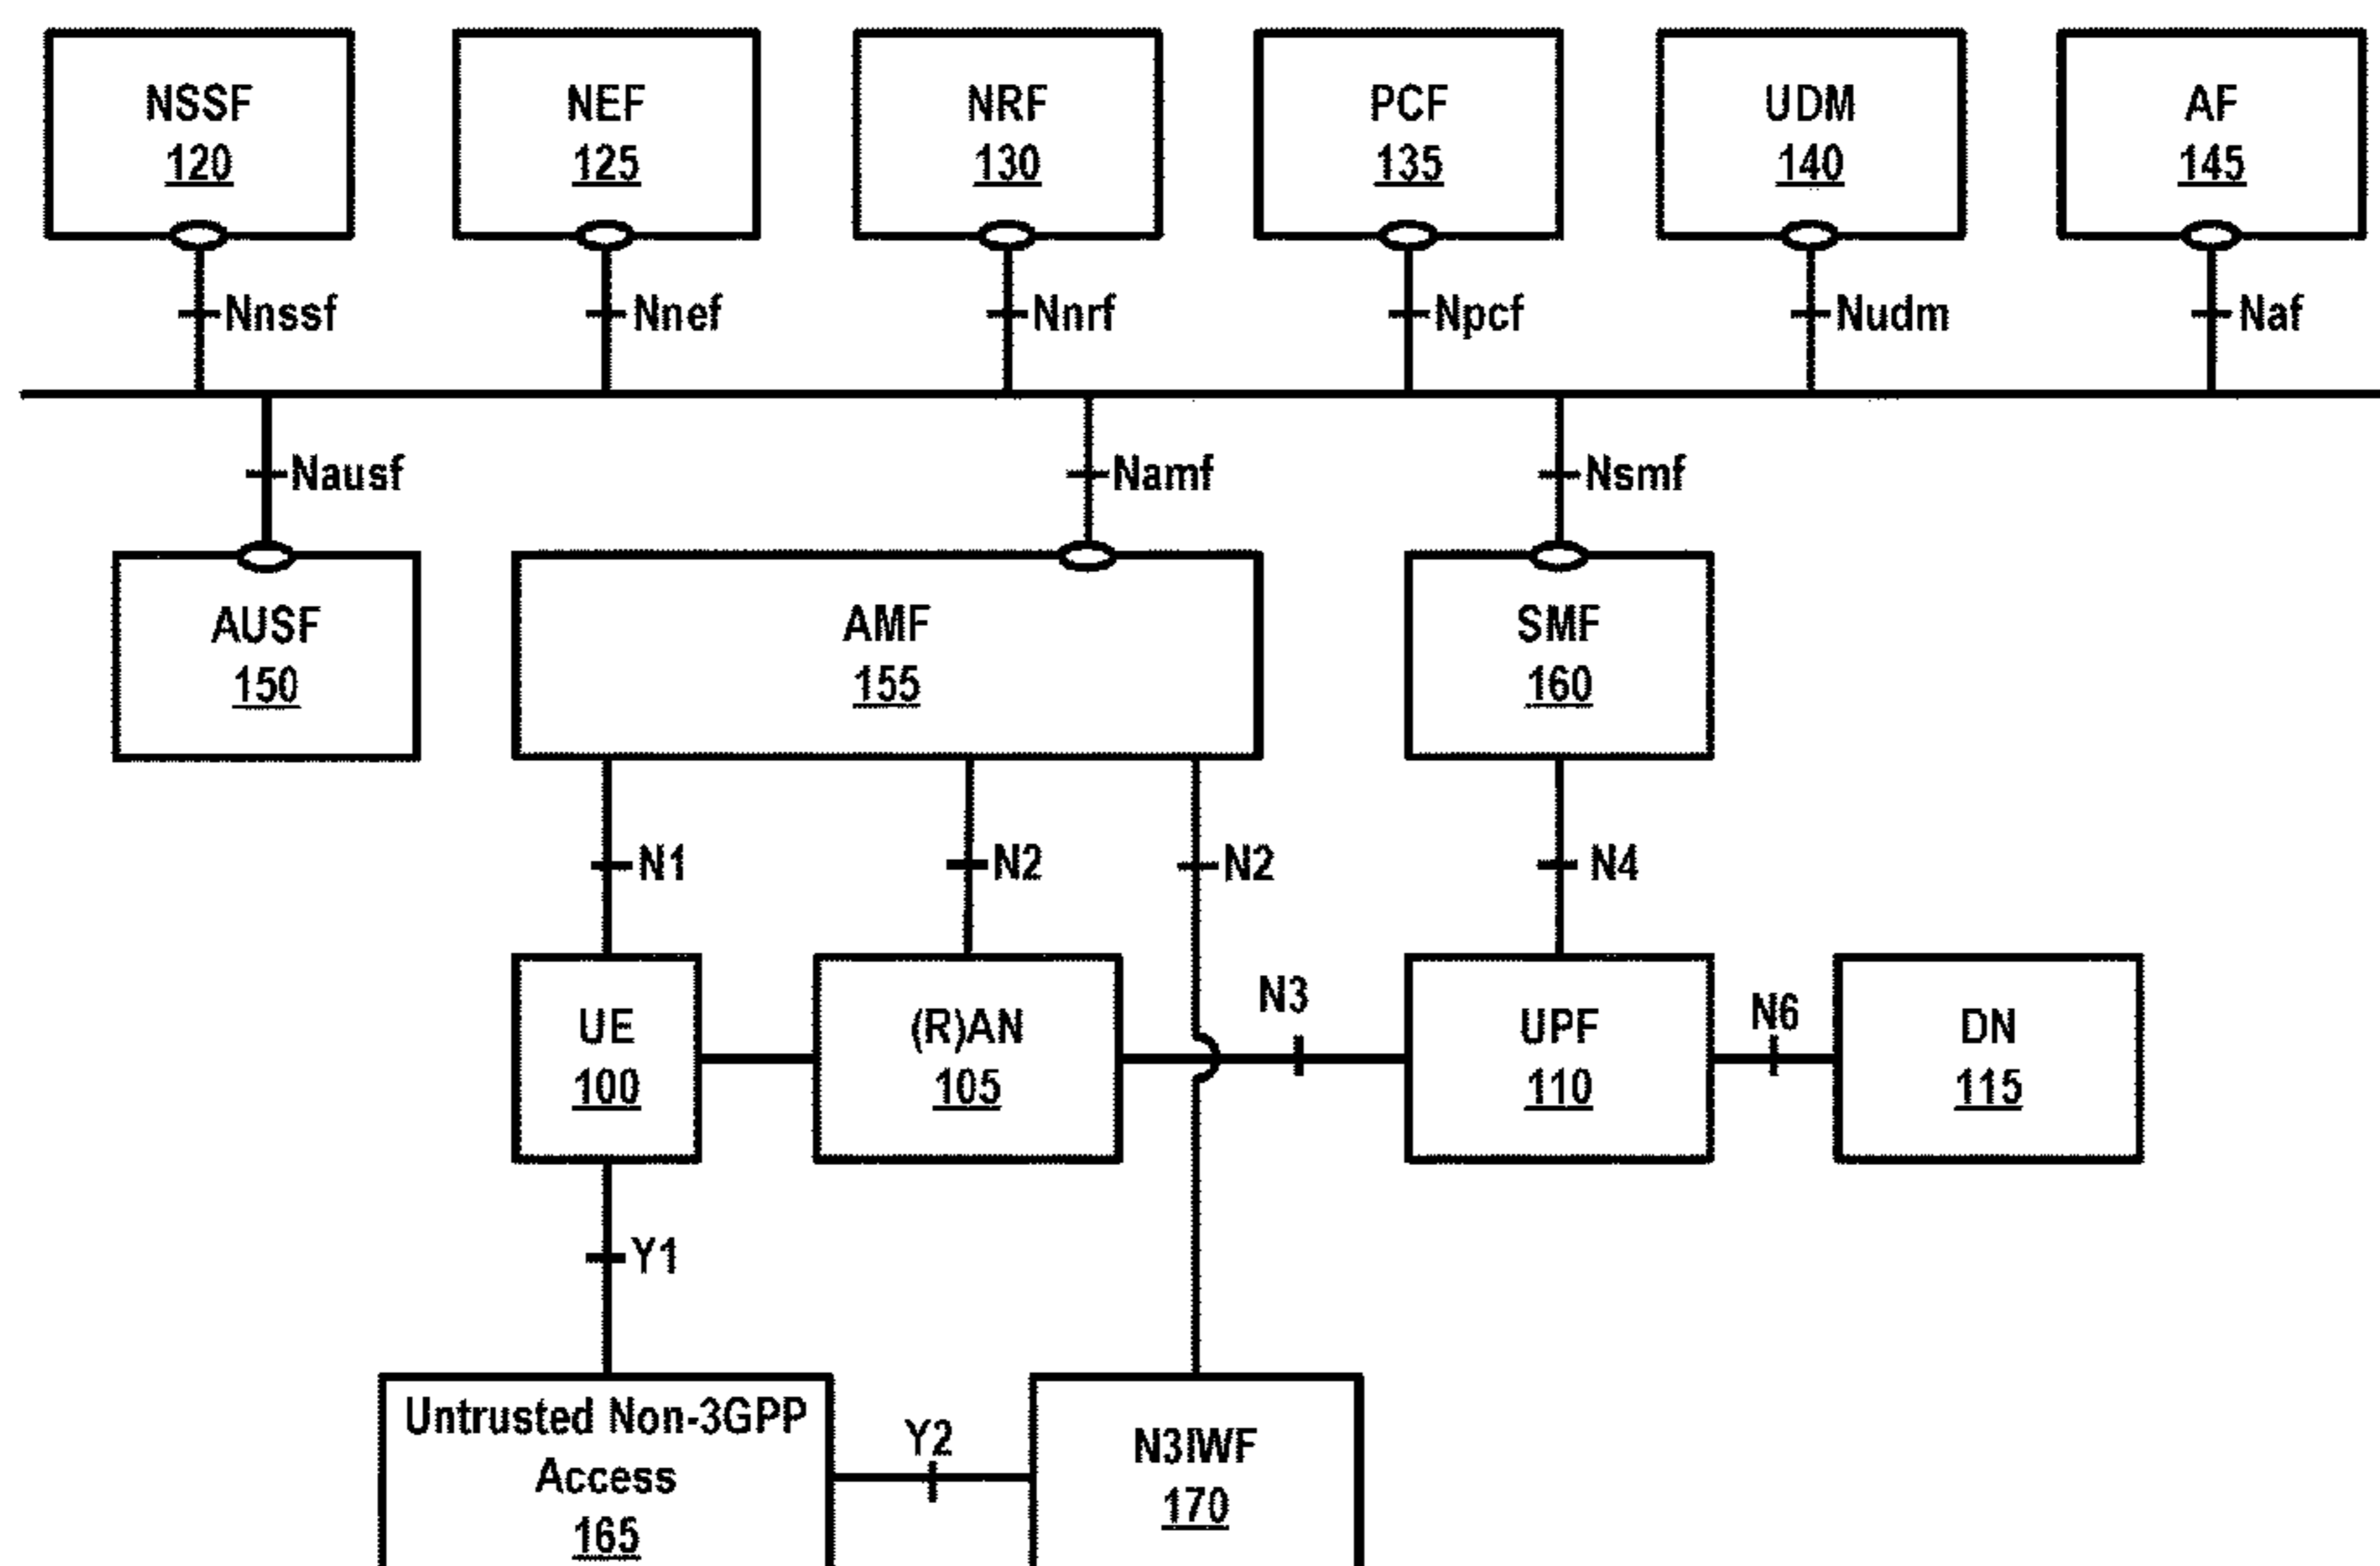 NSSF
120
NEF
125
NRF
130
PCF
135
UDM
140
AF
145
Nnssf
Nnef
Nnrf
Npcf
Nudm
Naf
Nausf
Namf
Nsmf
AUSF
150
AMF
155
SMF
160
N1
N2
N2
N4
UE
100
(R)AN
105
N3
UPF
110
N6
DN
115
Y1
Untrusted Non-3GPP
Access
165
Y2
N3IWF
170